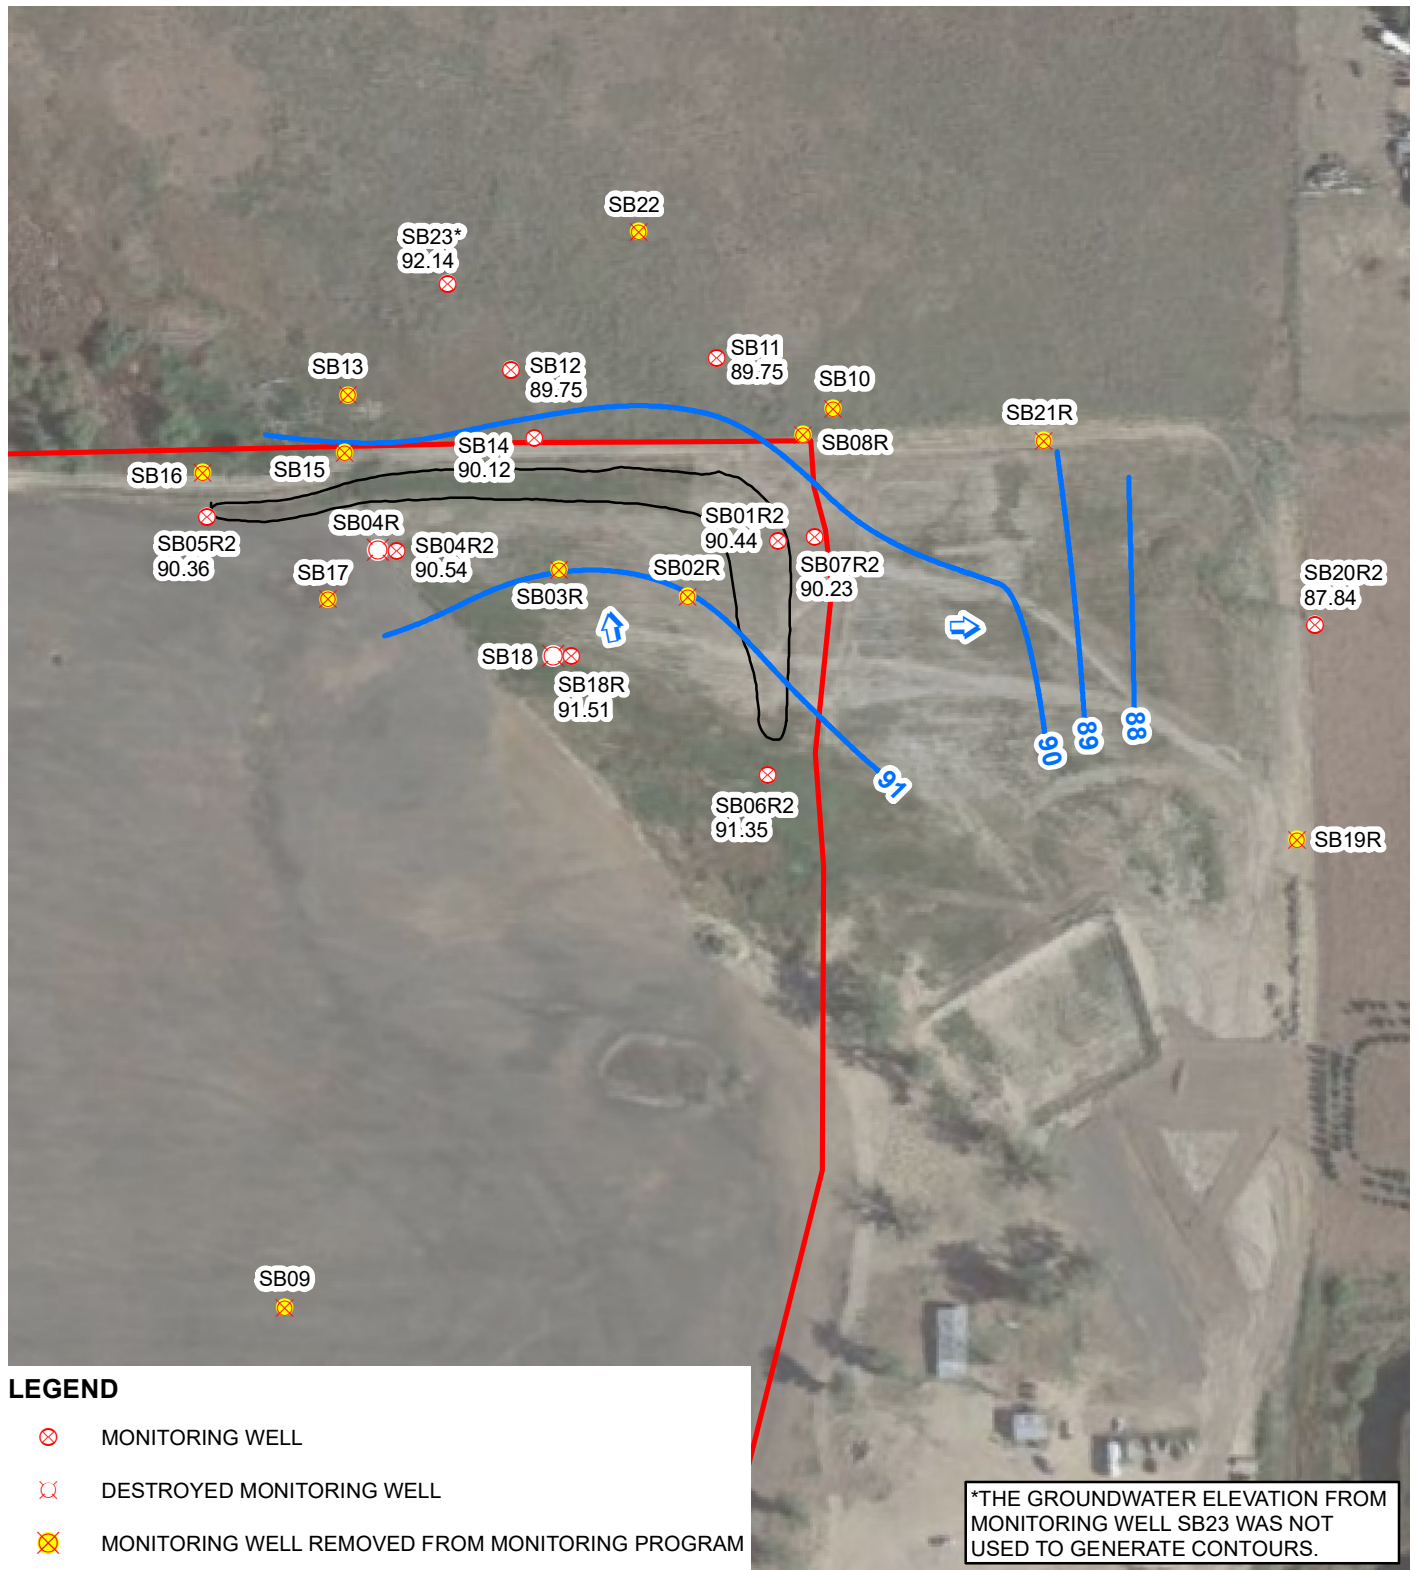 SB22
SB23*
92.14
SB11
89.75
SB12
89.75
SB13
SB10
SB21R
SB08R
SB14
90.12
SB15
SB16
SB01R2
90.44
SB04R
SB05R2
90.36
SB04R2
90.54
SB07R2
90.23
SB02R
SB17
SB03R
SB20R2
87.84
SB18
SB18R
91.51
88
89
90
91
SB06R2
91.35
SB19R
SB09
LEGEND
MONITORING WELL
DESTROYED MONITORING WELL
MONITORING WELL REMOVED FROM MONITORING PROGRAM
*THE GROUNDWATER ELEVATION FROM
MONITORING WELL SB23 WAS NOT
USED TO GENERATE CONTOURS.